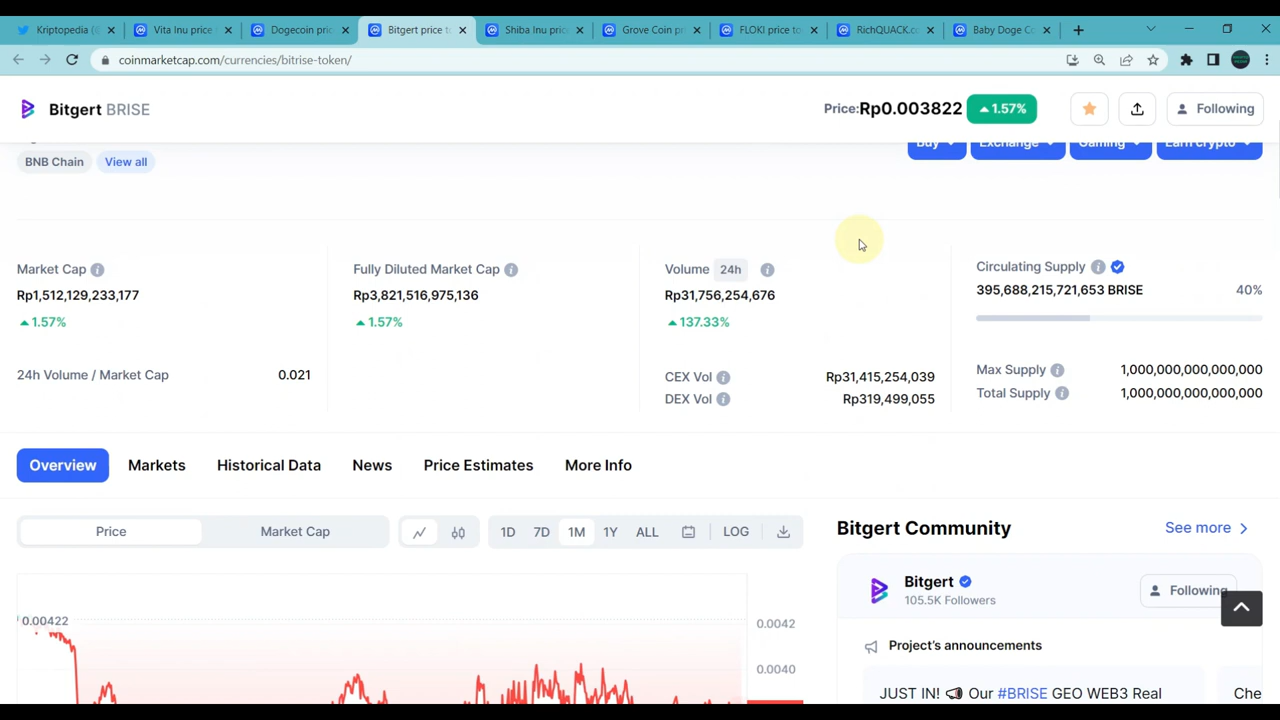 Kriptopedia (@
Vita Inu price
Dogecoin pric
Bitgert price to
Shiba Inu pric
Grove Coin pr
FLOKI price to
RichQUACK.c
Baby Doge Co
coinmarketcap.com/currencies/bitrise-token/
Bitgert BRISE
Price:Rp0.003822
1.57%
Following
BNB Chain
View all
Buy
Exchange
Gaming
Earn crypto
Market Cap
Rp1,512,129,233,177
1.57%
24h Volume / Market Cap
0.021
Fully Diluted Market Cap
Rp3,821,516,975,136
1.57%
Volume 24h
Rp31,756,254,676
137.33%
CEX Vol
Rp31,415,254,039
DEX Vol
Rp319,499,055
Circulating Supply
395,688,215,721,653 BRISE
40%
Max Supply
1,000,000,000,000,000
Total Supply
1,000,000,000,000,000
Overview
Markets
Historical Data
News
Price Estimates
More Info
Price
Market Cap
1D
7D
1M
1Y
ALL
LOG
0.00422
0.0042
0.0040
Bitgert Community
See more
Bitgert
105.5K Followers
Following
Project's announcements
JUST IN! 📢 Our #BRISE GEO WEB3 Real
Che